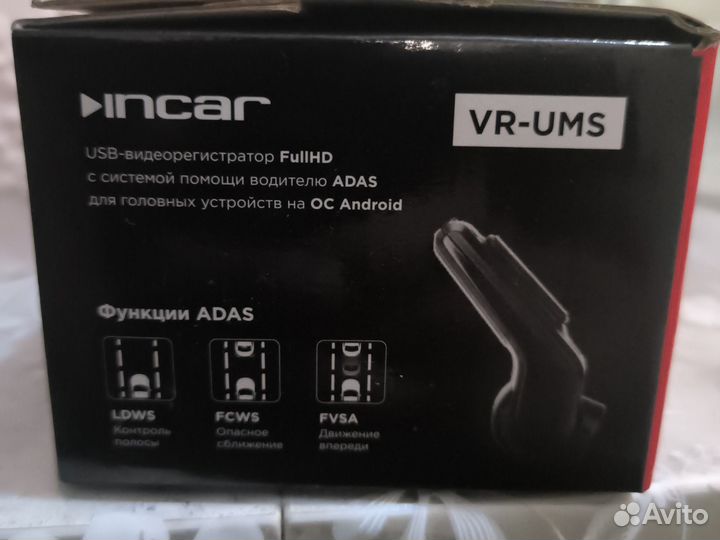 incar
VR-UMS
USB-видеорегистратор FullHD
с системой помощи водителю ADAS
для головных устройств на ОС Android
Функции ADAS
LDWS
Контроль
полосы
FCWS
Опасное
сближение
FVSA
Движение
впереди
Avito